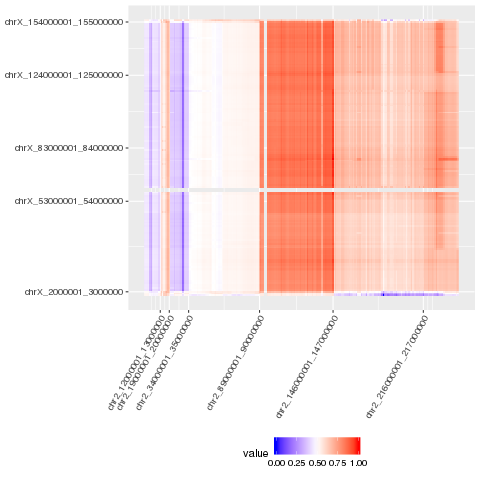 chrX_154000001_155000000
chrX_124000001_125000000
chrX_83000001_84000000
chrX_53000001_54000000
chrX_2000001_3000000
chr2_12000001_13000000
chr2_19000001_20000000
chr2_34000001_35000000
chr2_89000001_90000000
chr2_146000001_147000000
chr2_216000001_217000000
value
0.00 0.25 0.50 0.75 1.00